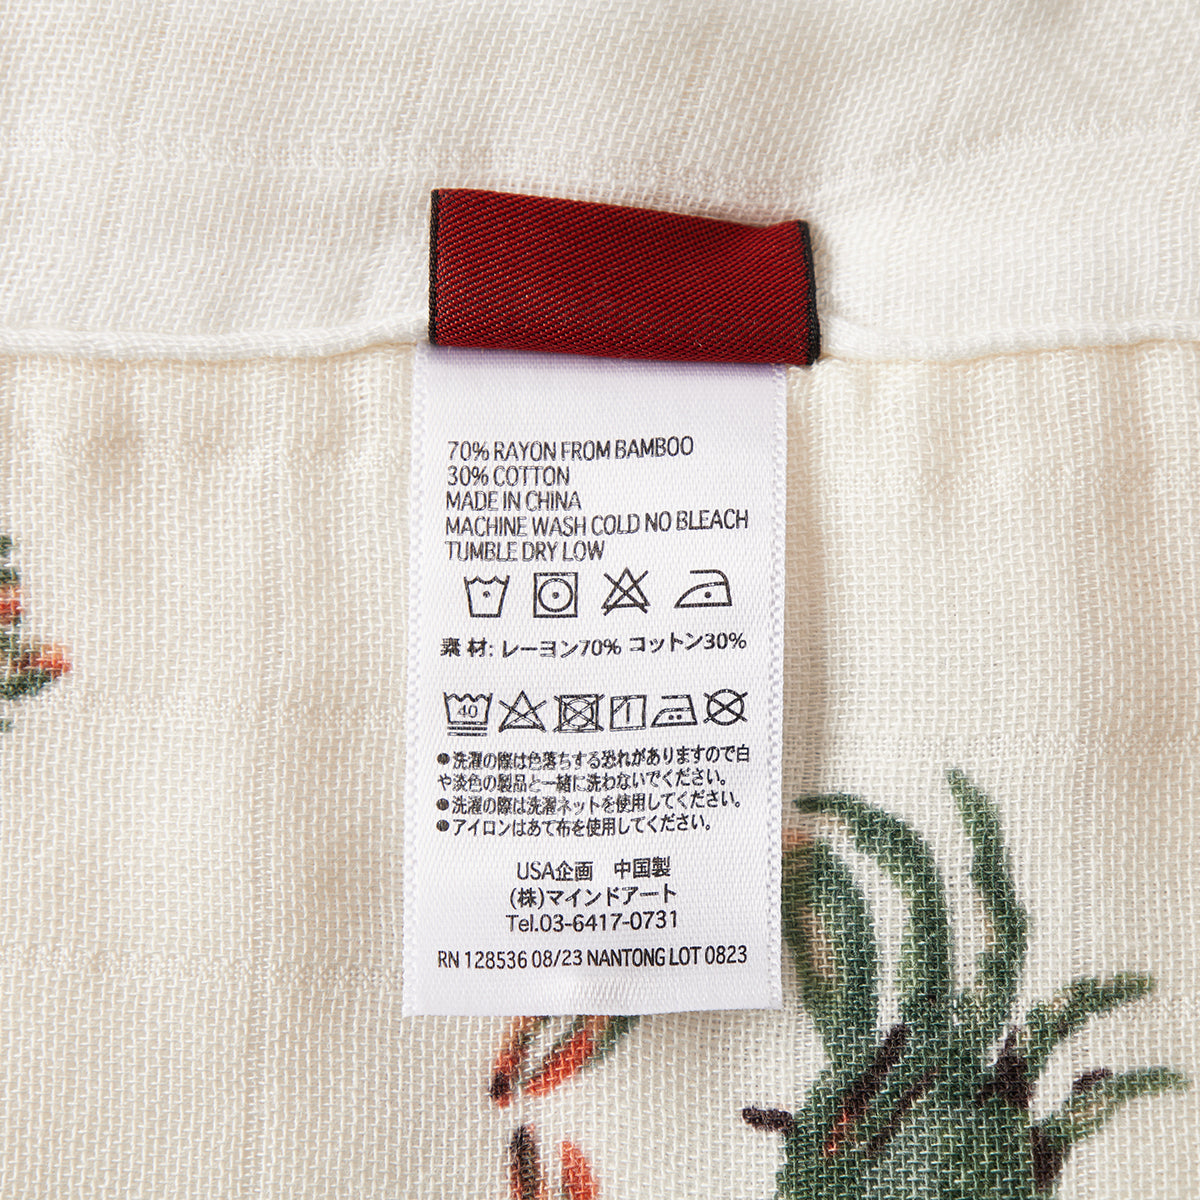 70% RAYON FROM BAMBOO
30% COTTON
MADE IN CHINA
MACHINE WASH COLD NO BLEACH
TUMBLE DRY LOW
素 材: レーヨン70% コットン30%
40
●洗濯の際は色落ちする恐れがありますので白
や淡色の製品と一緒に洗わないでください。
●洗濯の際は洗濯ネットを使用してください。
●アイロンはあて布を使用してください。
USA企画 中国製
(株)マインドアート
Tel.03-6417-0731
RN 128536 08/23 NANTONG LOT 0823